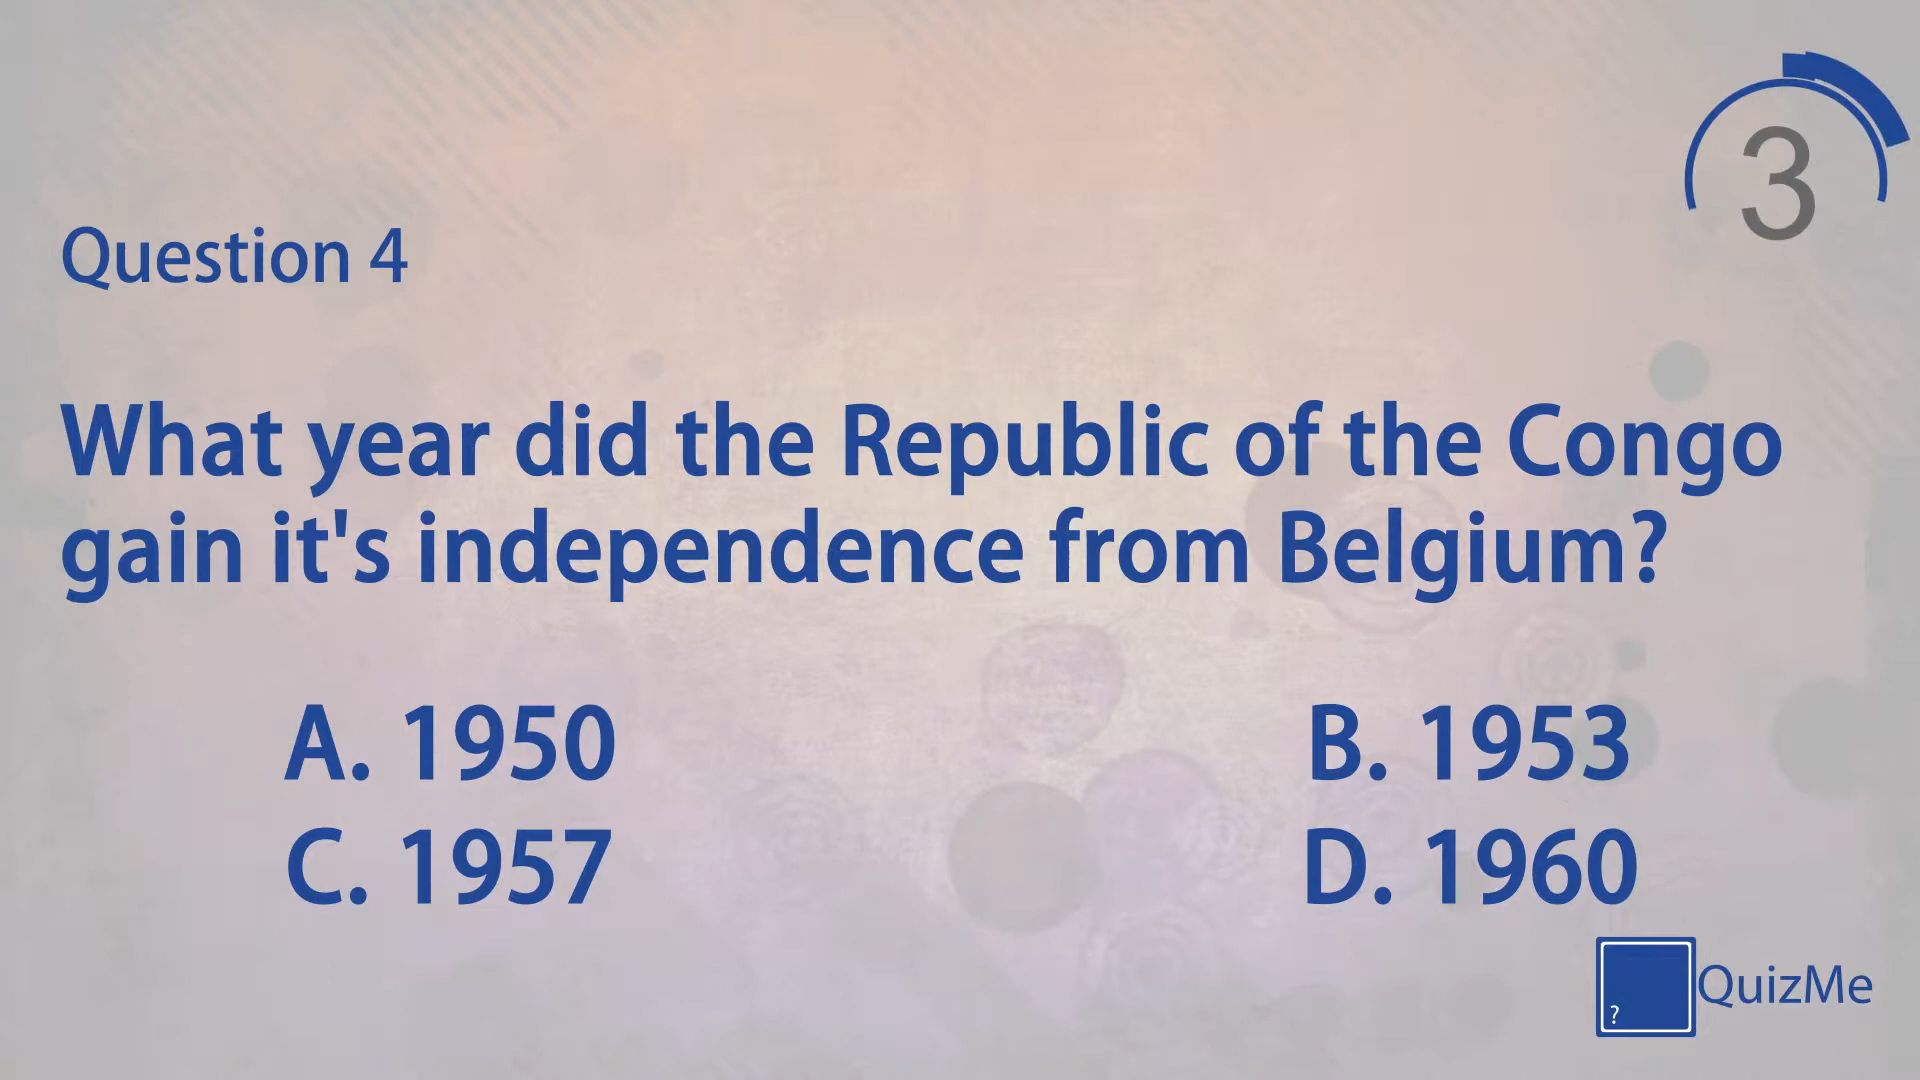 3
Question 4
What year did the Republic of the Congo
gain it's independence from Belgium?
A. 1950
B. 1953
C. 1957
D. 1960
?
QuizMe